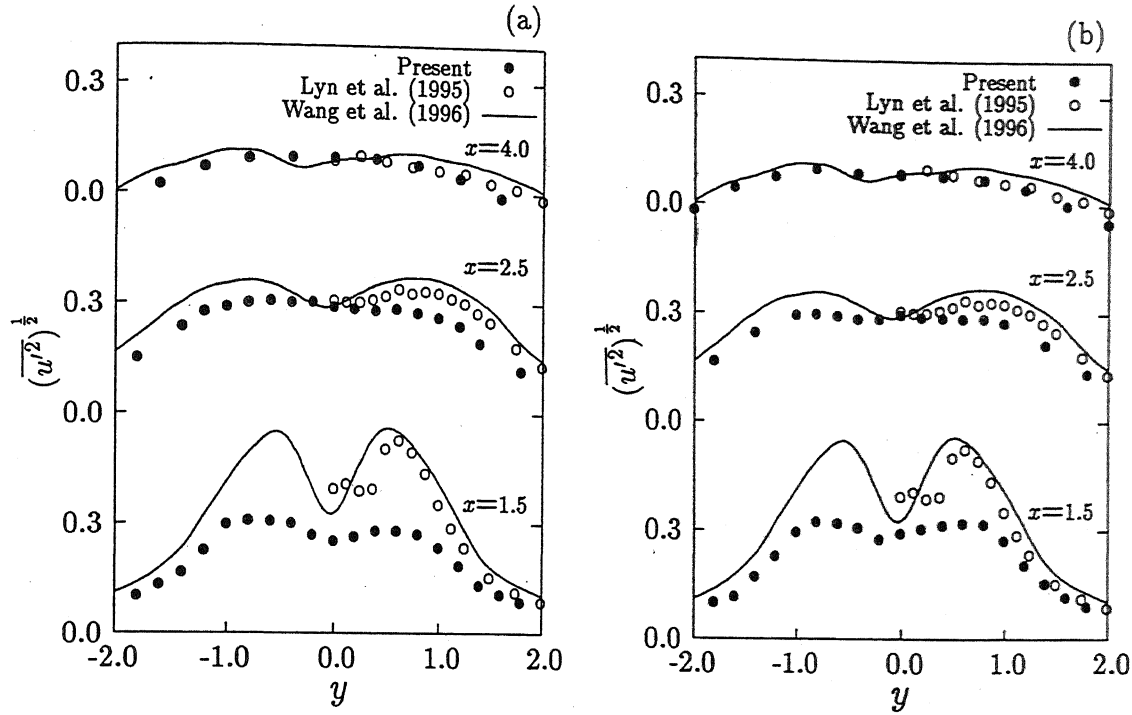 (a)
Present
Lyn et al. (1995)
Wang et al. (1996)
x=4.0
x=2.5
x=1.5
0.3
0.0
0.3
0.0
0.3
0.0
-2.0 -1.0 0.0 1.0 2.0
y
(u'²)^½
(b)
Present
Lyn et al. (1995)
Wang et al. (1996)
x=4.0
x=2.5
x=1.5
0.3
0.0
0.3
0.0
0.3
0.0
-2.0 -1.0 0.0 1.0 2.0
y
(u'²)^½